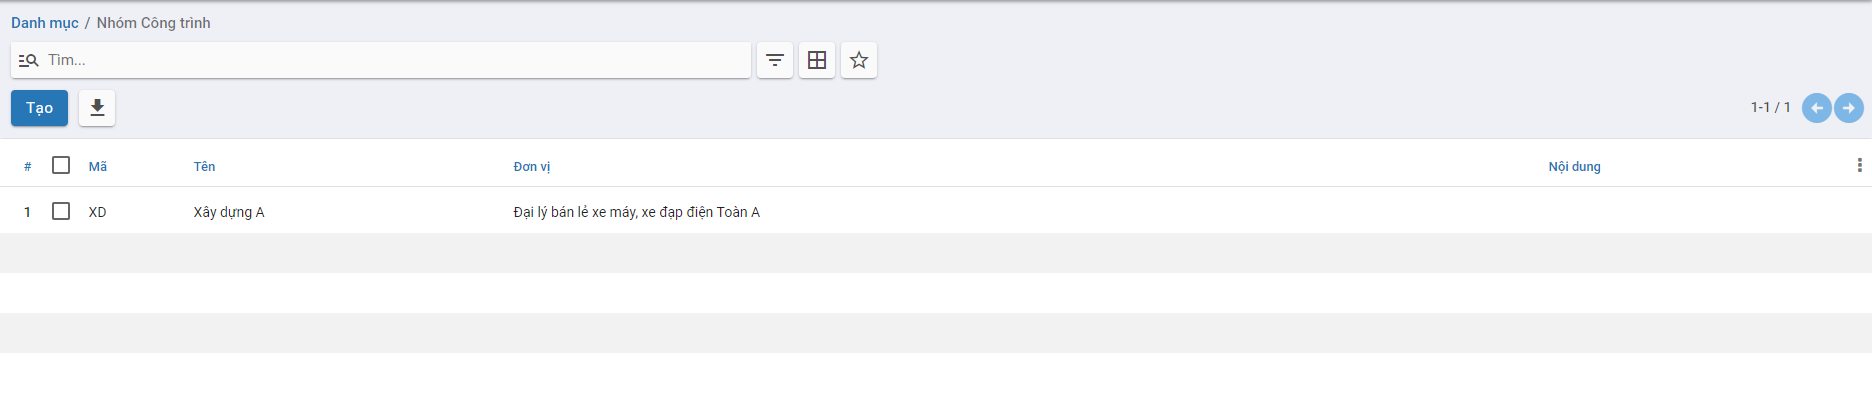 Danh mục / Nhóm Công trình
Tìm...
Tạo
1-1 / 1
# Mã Tên Đơn vị Nội dung
1 XD Xây dựng A Đại lý bán lẻ xe máy, xe đạp điện Toàn A